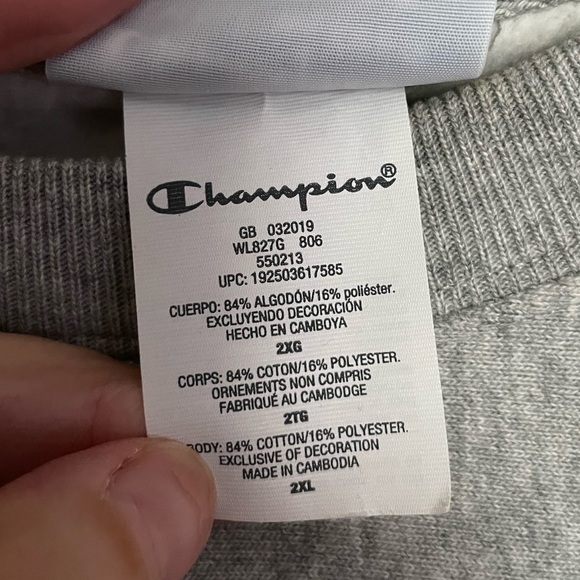 Champion®
GB 032019
WL827G 806
550213
UPC: 192503617585
CUERPO: 84% ALGODÓN/16% poliéster.
EXCLUYENDO DECORACIÓN
HECHO EN CAMBOYA
2XG
CORPS: 84% COTON/16% POLYESTER.
ORNEMENTS NON COMPRIS
FABRIQUÉ AU CAMBODGE
2TG
BODY: 84% COTTON/16% POLYESTER.
EXCLUSIVE OF DECORATION
MADE IN CAMBODIA
2XL